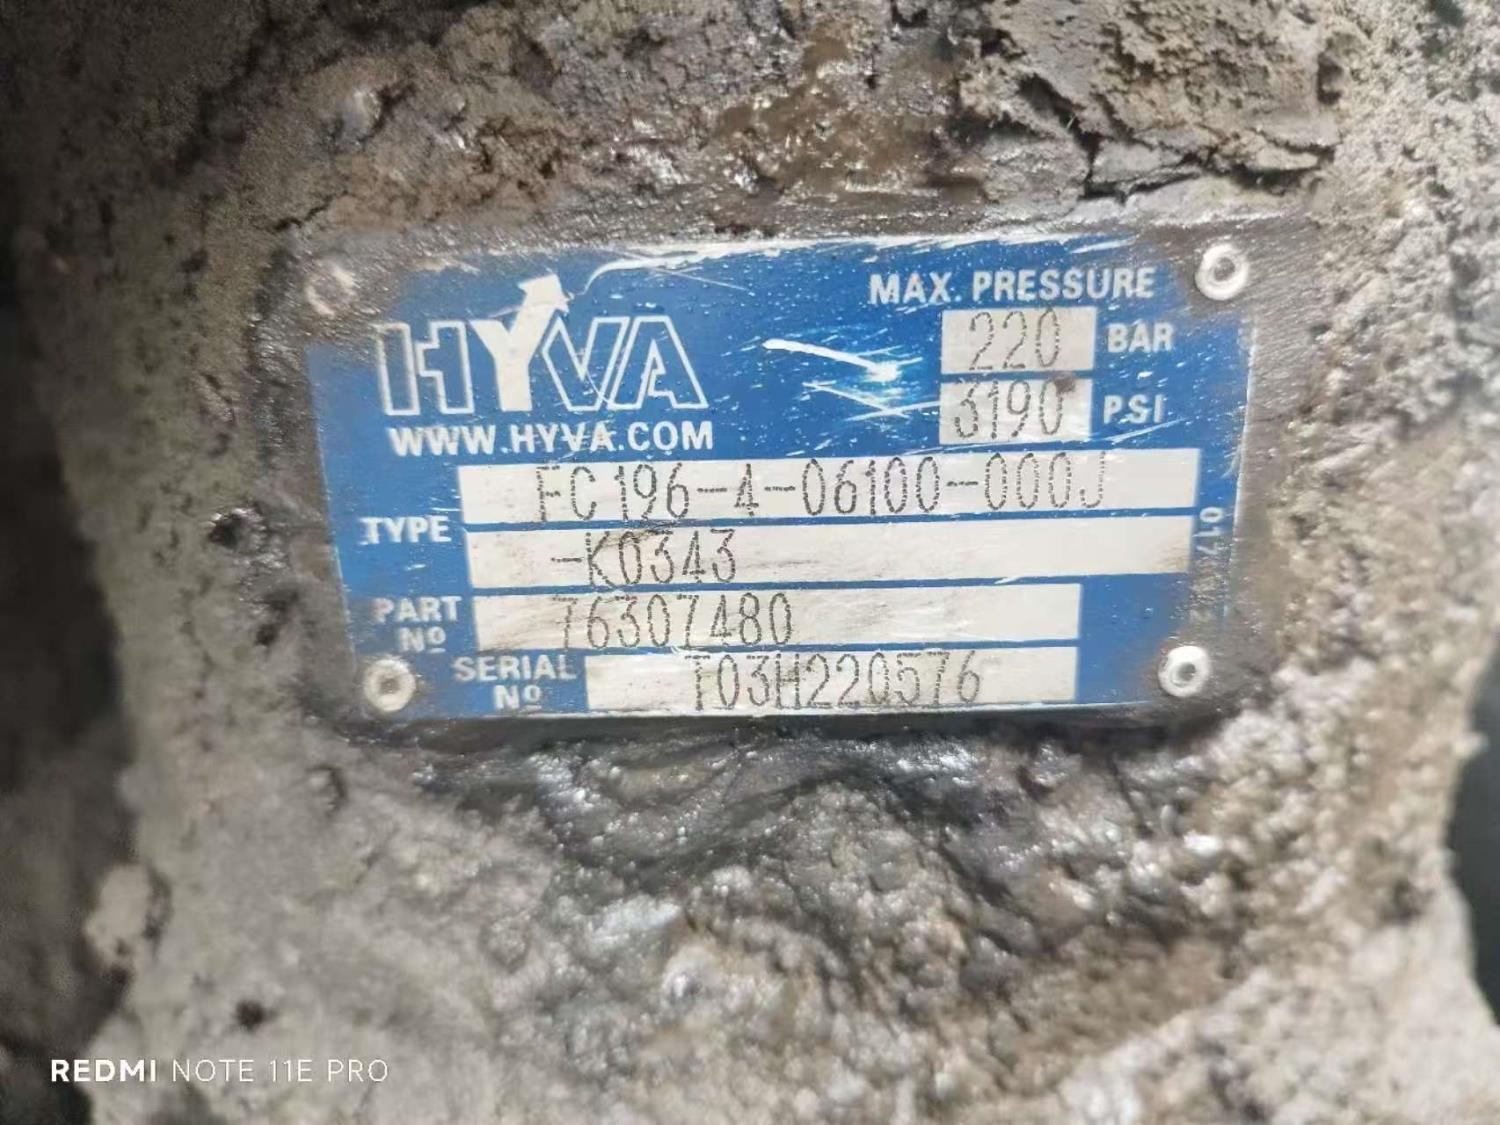 HYVA
WWW.HYVA.COM
MAX. PRESSURE
220 BAR
3190 PSI
TYPE
FC196-4-06100-000J
-K0343
PART Nº 76307480
SERIAL Nº T03H220576
REDMI NOTE 11E PRO